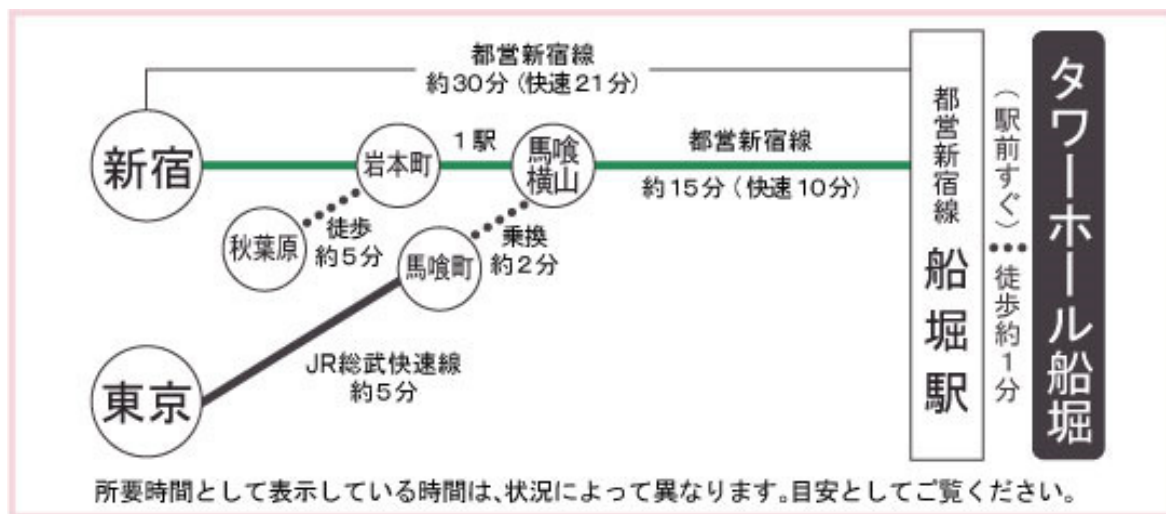 都営新宿線
約30分（快速21分）
新宿
岩本町
1駅
馬喰
横山
都営新宿線
約15分（快速10分）
秋葉原
徒歩
約5分
馬喰町
乗換
約2分
東京
JR総武快速線
約5分
都営新宿線 船堀駅
（駅前すぐ） 徒歩約1分
タワーホール船堀
所要時間として表示している時間は、状況によって異なります。目安としてご覧ください。